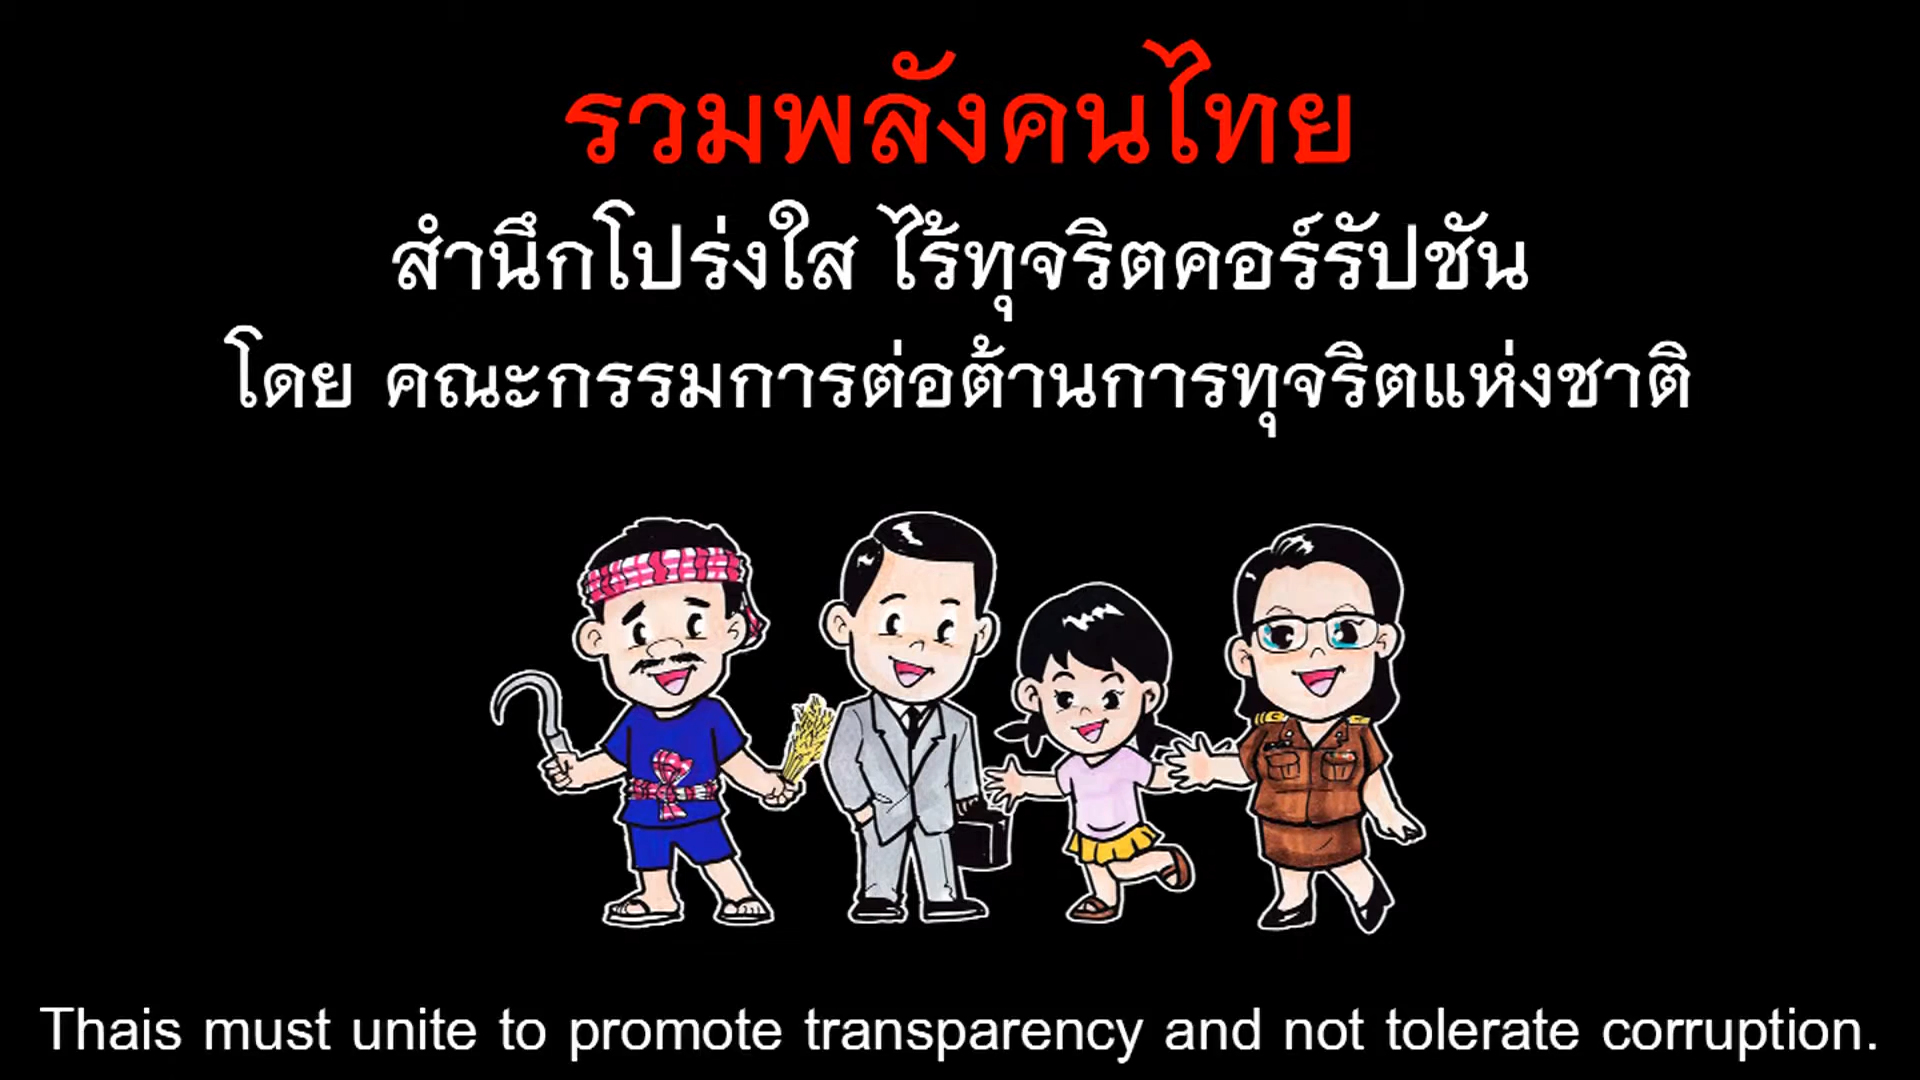 รวมพลังคนไทย
สำนึกโปร่งใส ไร้ทุจริตคอร์รัปชัน
โดย คณะกรรมการต่อต้านการทุจริตแห่งชาติ
Thais must unite to promote transparency and not tolerate corruption.